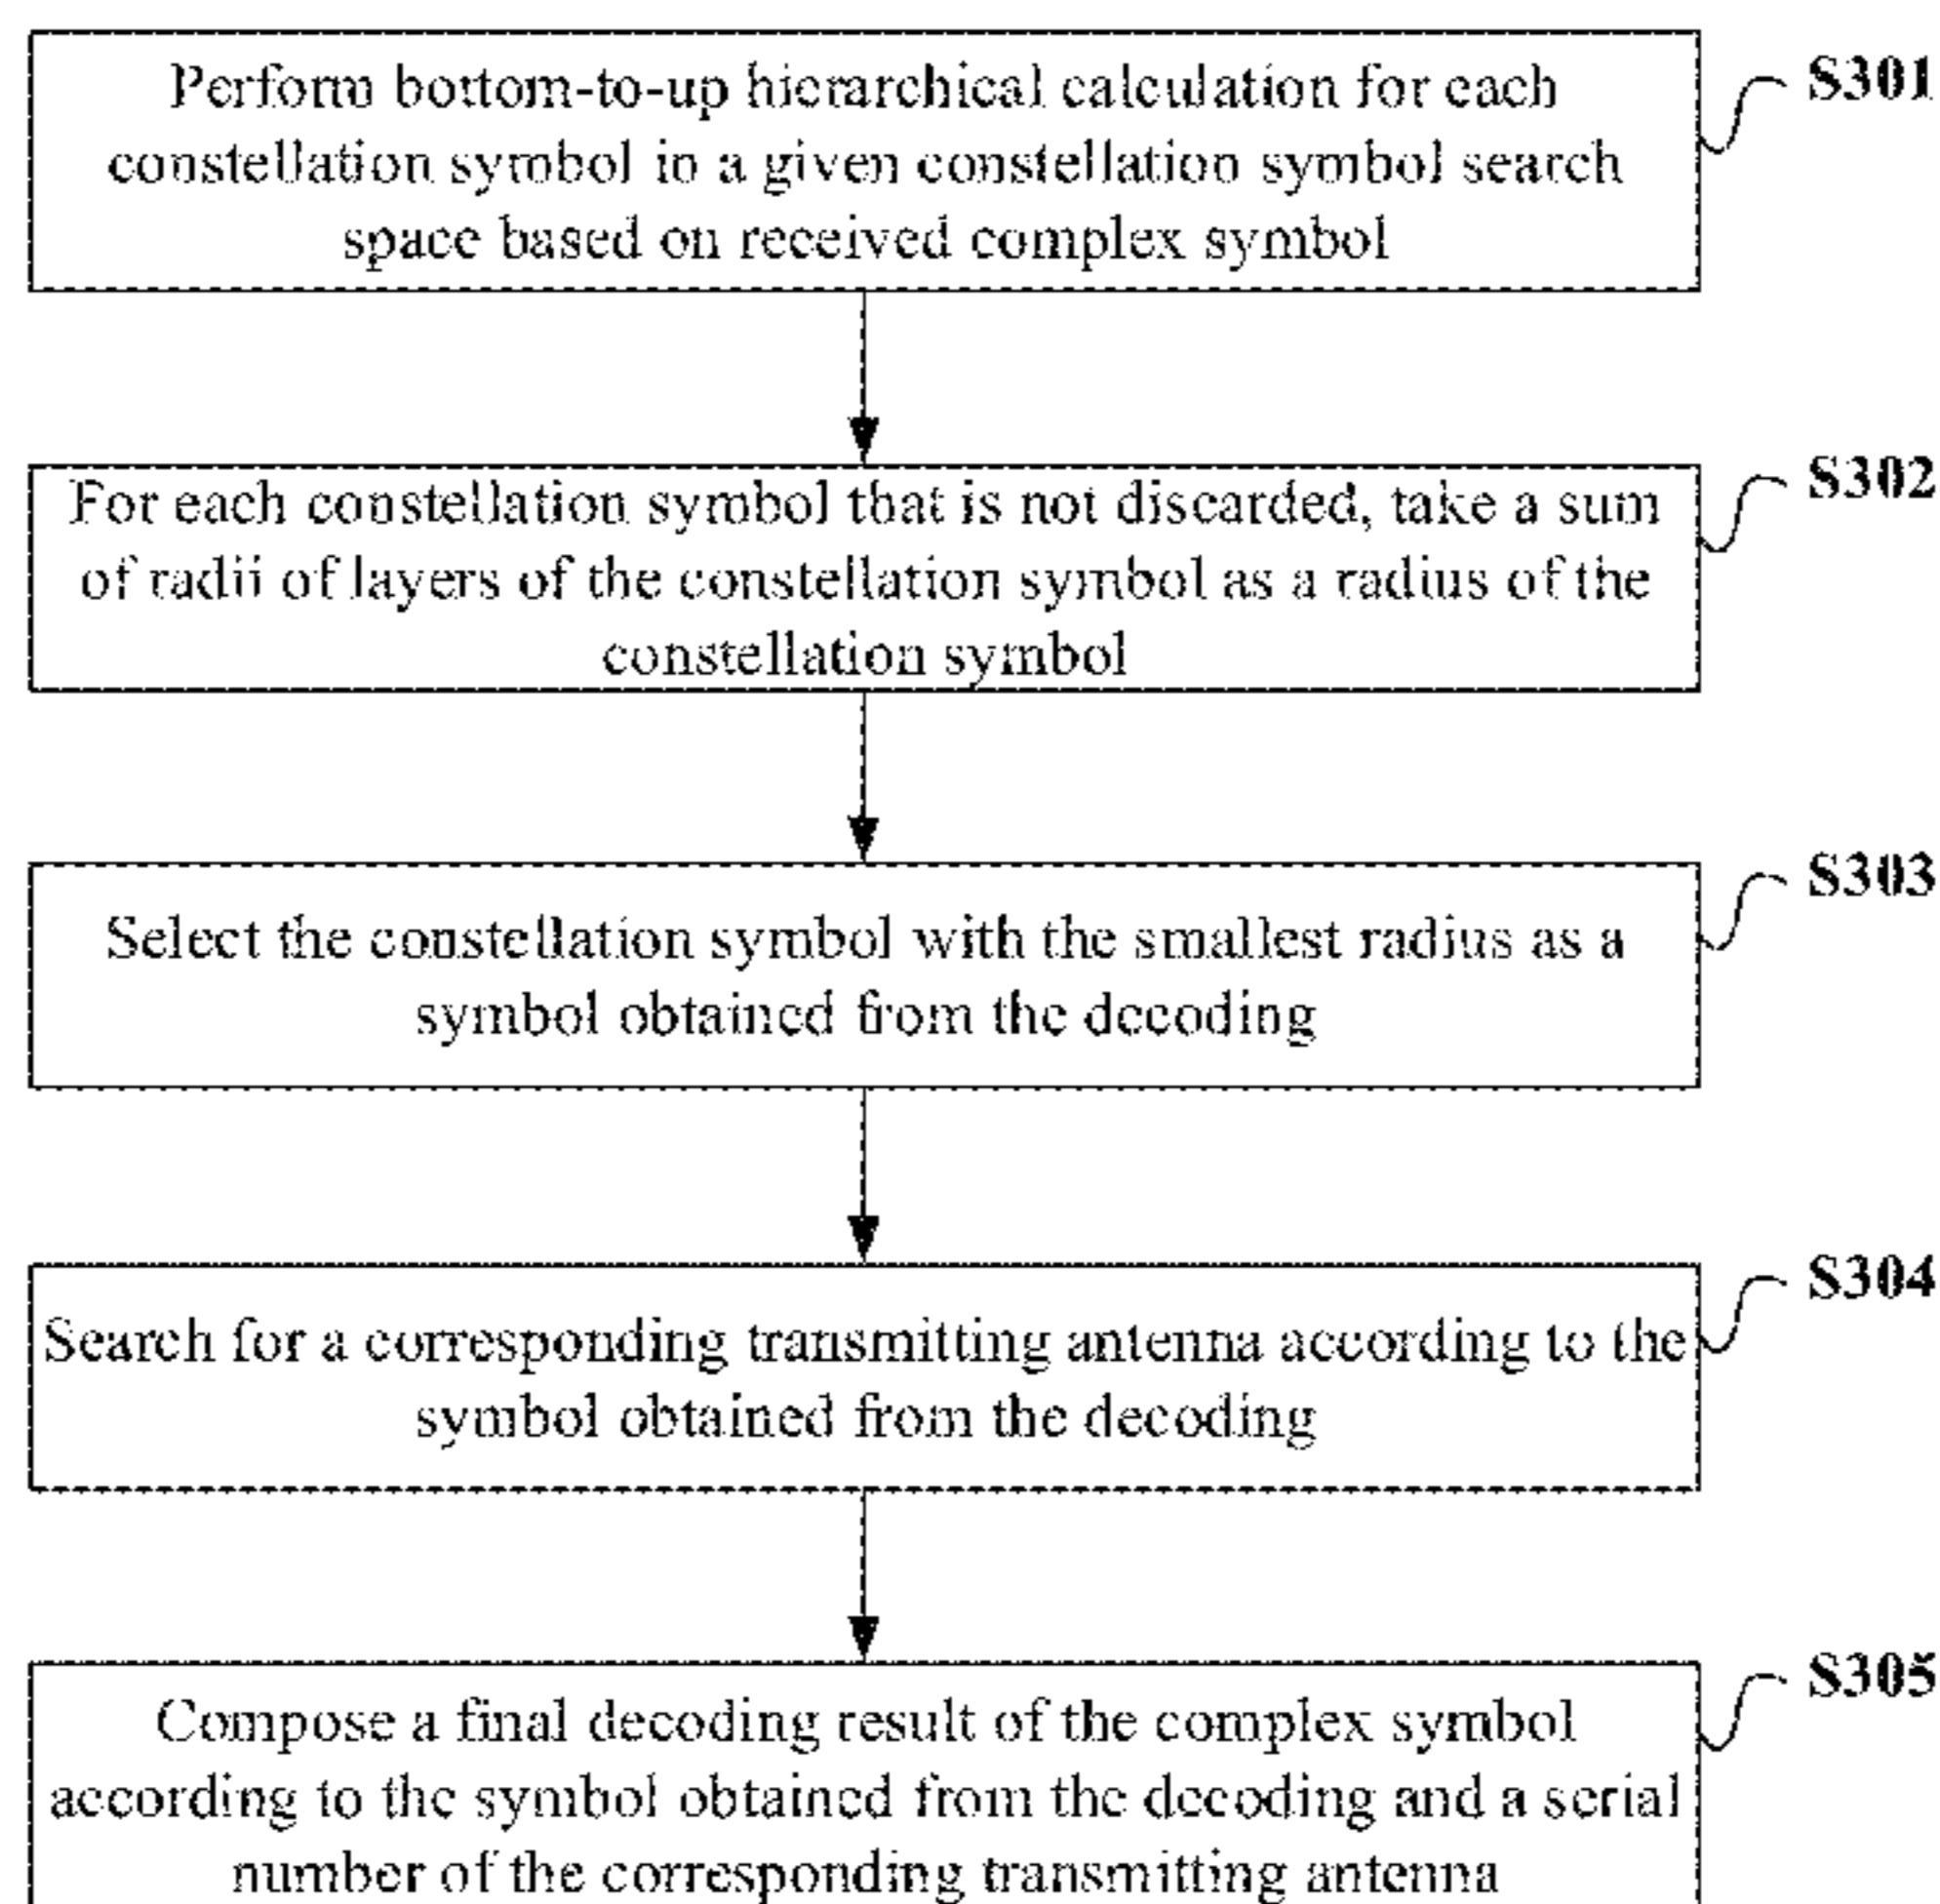 Perform bottom-to-up hierarchical calculation for each
constellation symbol in a given constellation symbol search
space based on received complex symbol
S301
For each constellation symbol that is not discarded, take a sum
of radii of layers of the constellation symbol as a radius of the
constellation symbol
S302
Select the constellation symbol with the smallest radius as a
symbol obtained from the decoding
S303
Search for a corresponding transmitting antenna according to the
symbol obtained from the decoding
S304
Compose a final decoding result of the complex symbol
according to the symbol obtained from the decoding and a serial
number of the corresponding transmitting antenna
S305